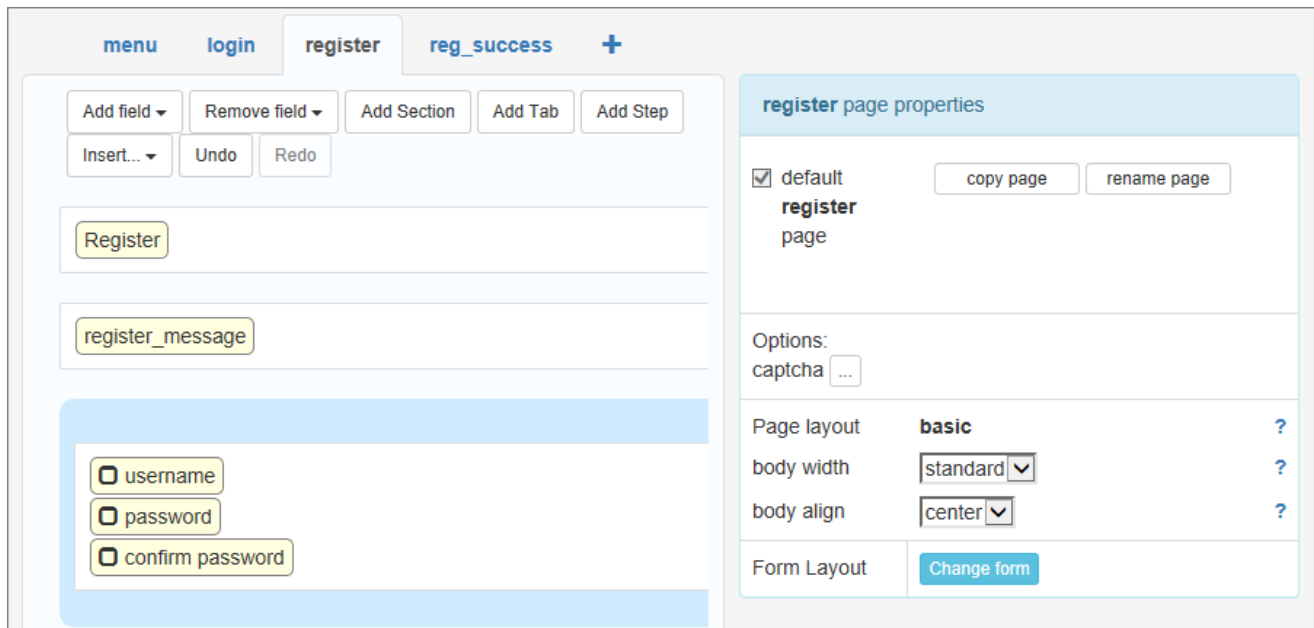 menu login register reg_success +
Add field Remove field Add Section Add Tab Add Step
Insert... Undo Redo
Register
register_message
username
password
confirm password
register page properties
default copy page rename page
register
page
Options:
captcha ...
Page layout basic ?
body width standard ?
body align center ?
Form Layout Change form